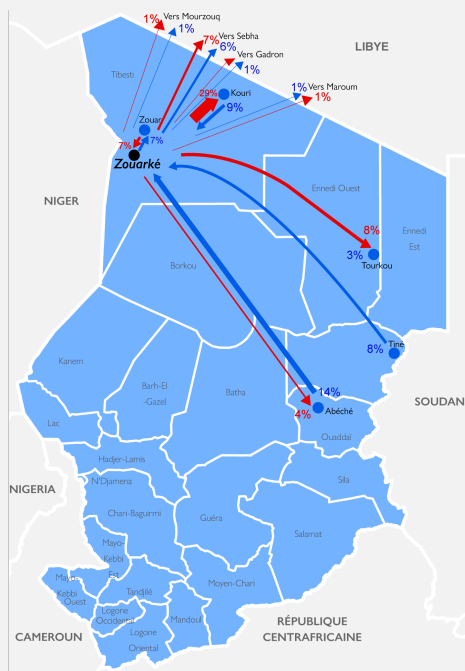 Vers Mourzouq
1%
1%
Vers Sebha
7%
6%
LIBYE
Vers Gadron
1%
Tibesti
Vers Maroum
1%
1%
29%
Kouri
9%
Zouar
7%
7%
Zouarké
Ennedi Ouest
NIGER
8%
Ennedi
Est
3%
Tourkou
Borkou
Tiné
8%
Kanem
Barh-El
-Gazel
Batha
14%
4%
Abéché
SOUDAN
Lac
Ouaddaï
Hadjer-Lamis
N'Djamena
Sila
NIGERIA
Chari-Baguirmi
Guéra
Salamat
Mayo-
Kebbi
Est
Mayo-
Kebbi
Ouest
Tandjilé
Moyen-Chari
Logone
Occidental
Mandoul
Logone
Oriental
CAMEROUN
RÉPUBLIQUE
CENTRAFRICAINE